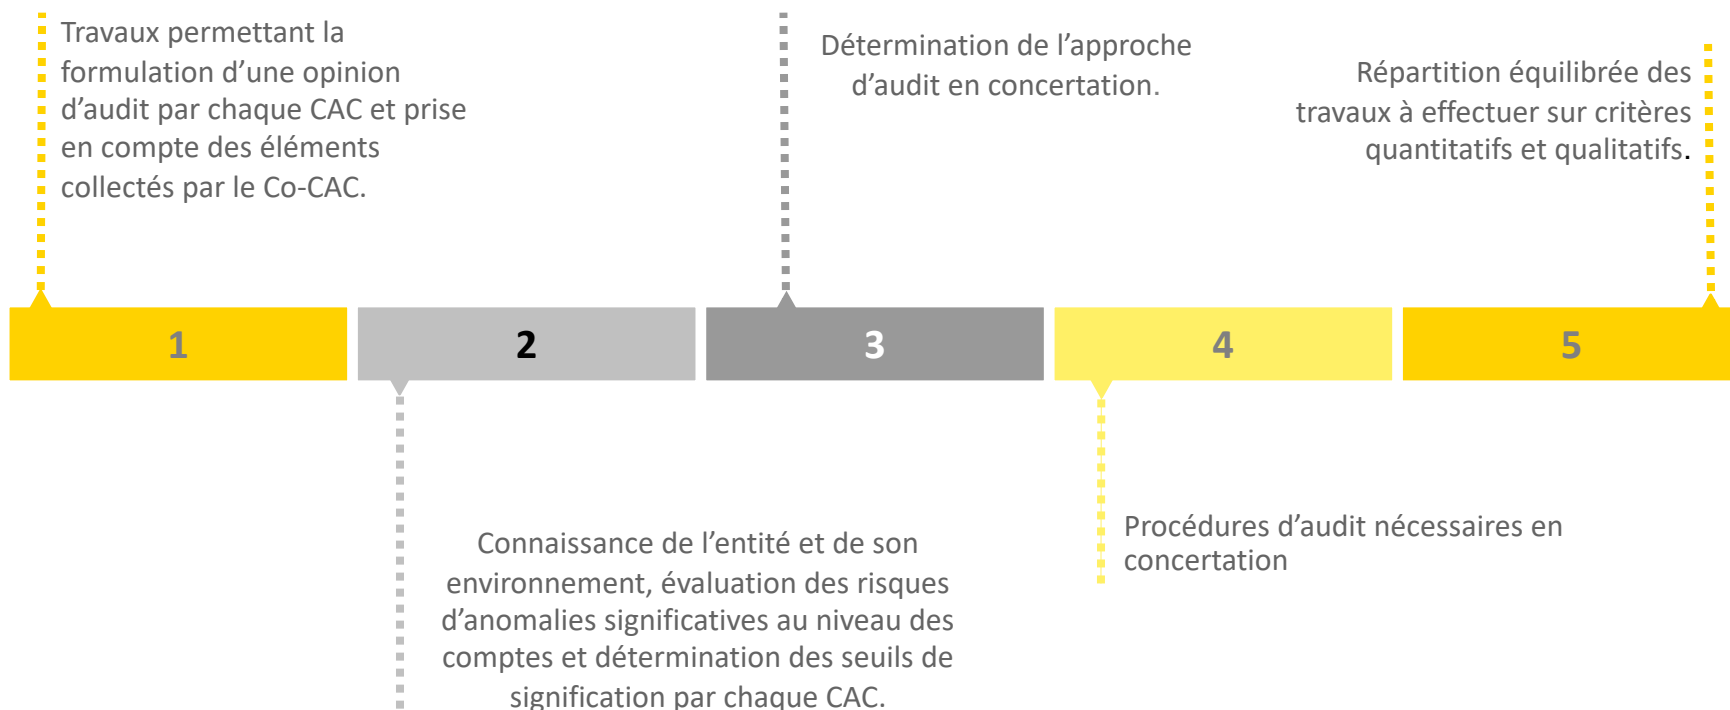 Travaux permettant la
formulation d’une opinion
d’audit par chaque CAC et prise
en compte des éléments
collectés par le Co-CAC.
Détermination de l’approche
d’audit en concertation.
Répartition équilibrée des
travaux à effectuer sur critères
quantitatifs et qualitatifs.
1
2
3
4
5
Connaissance de l’entité et de son
environnement, évaluation des risques
d’anomalies significatives au niveau des
comptes et détermination des seuils de
signification par chaque CAC.
Procédures d’audit nécessaires en
concertation